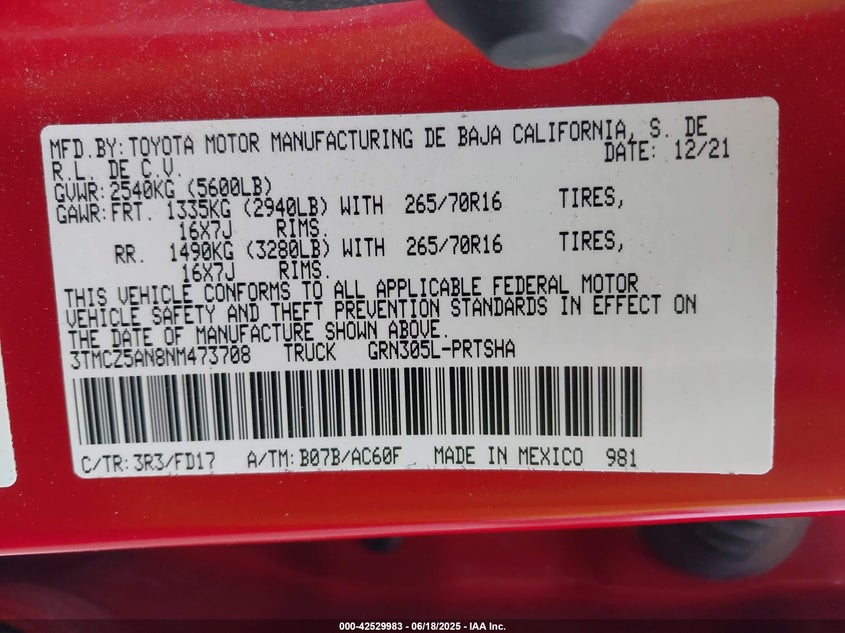 MFD.BY:TOYOTA MOTOR MANUFACTURING DE BAJA CALIFORNIA, S. DE
R.L. DE C.V. DATE: 12/21
GVWR:2540KG (5600LB)
GAWR:FRT. 1335KG (2940LB) WITH 265/70R16 TIRES,
16X7J RIMS.
RR. 1490KG (3280LB) WITH 265/70R16 TIRES,
16X7J RIMS.
THIS VEHICLE CONFORMS TO ALL APPLICABLE FEDERAL MOTOR
VEHICLE SAFETY AND THEFT PREVENTION STANDARDS IN EFFECT ON
THE DATE OF MANUFACTURE SHOWN ABOVE.
3TMCZ5AN8NM473708 TRUCK GRN305L-PRTSHA
C/TR:3R3/FD17 A/TM:B07B/AC60F MADE IN MEXICO 981
000-42529983 / 06/18/2025 - IAA Inc.